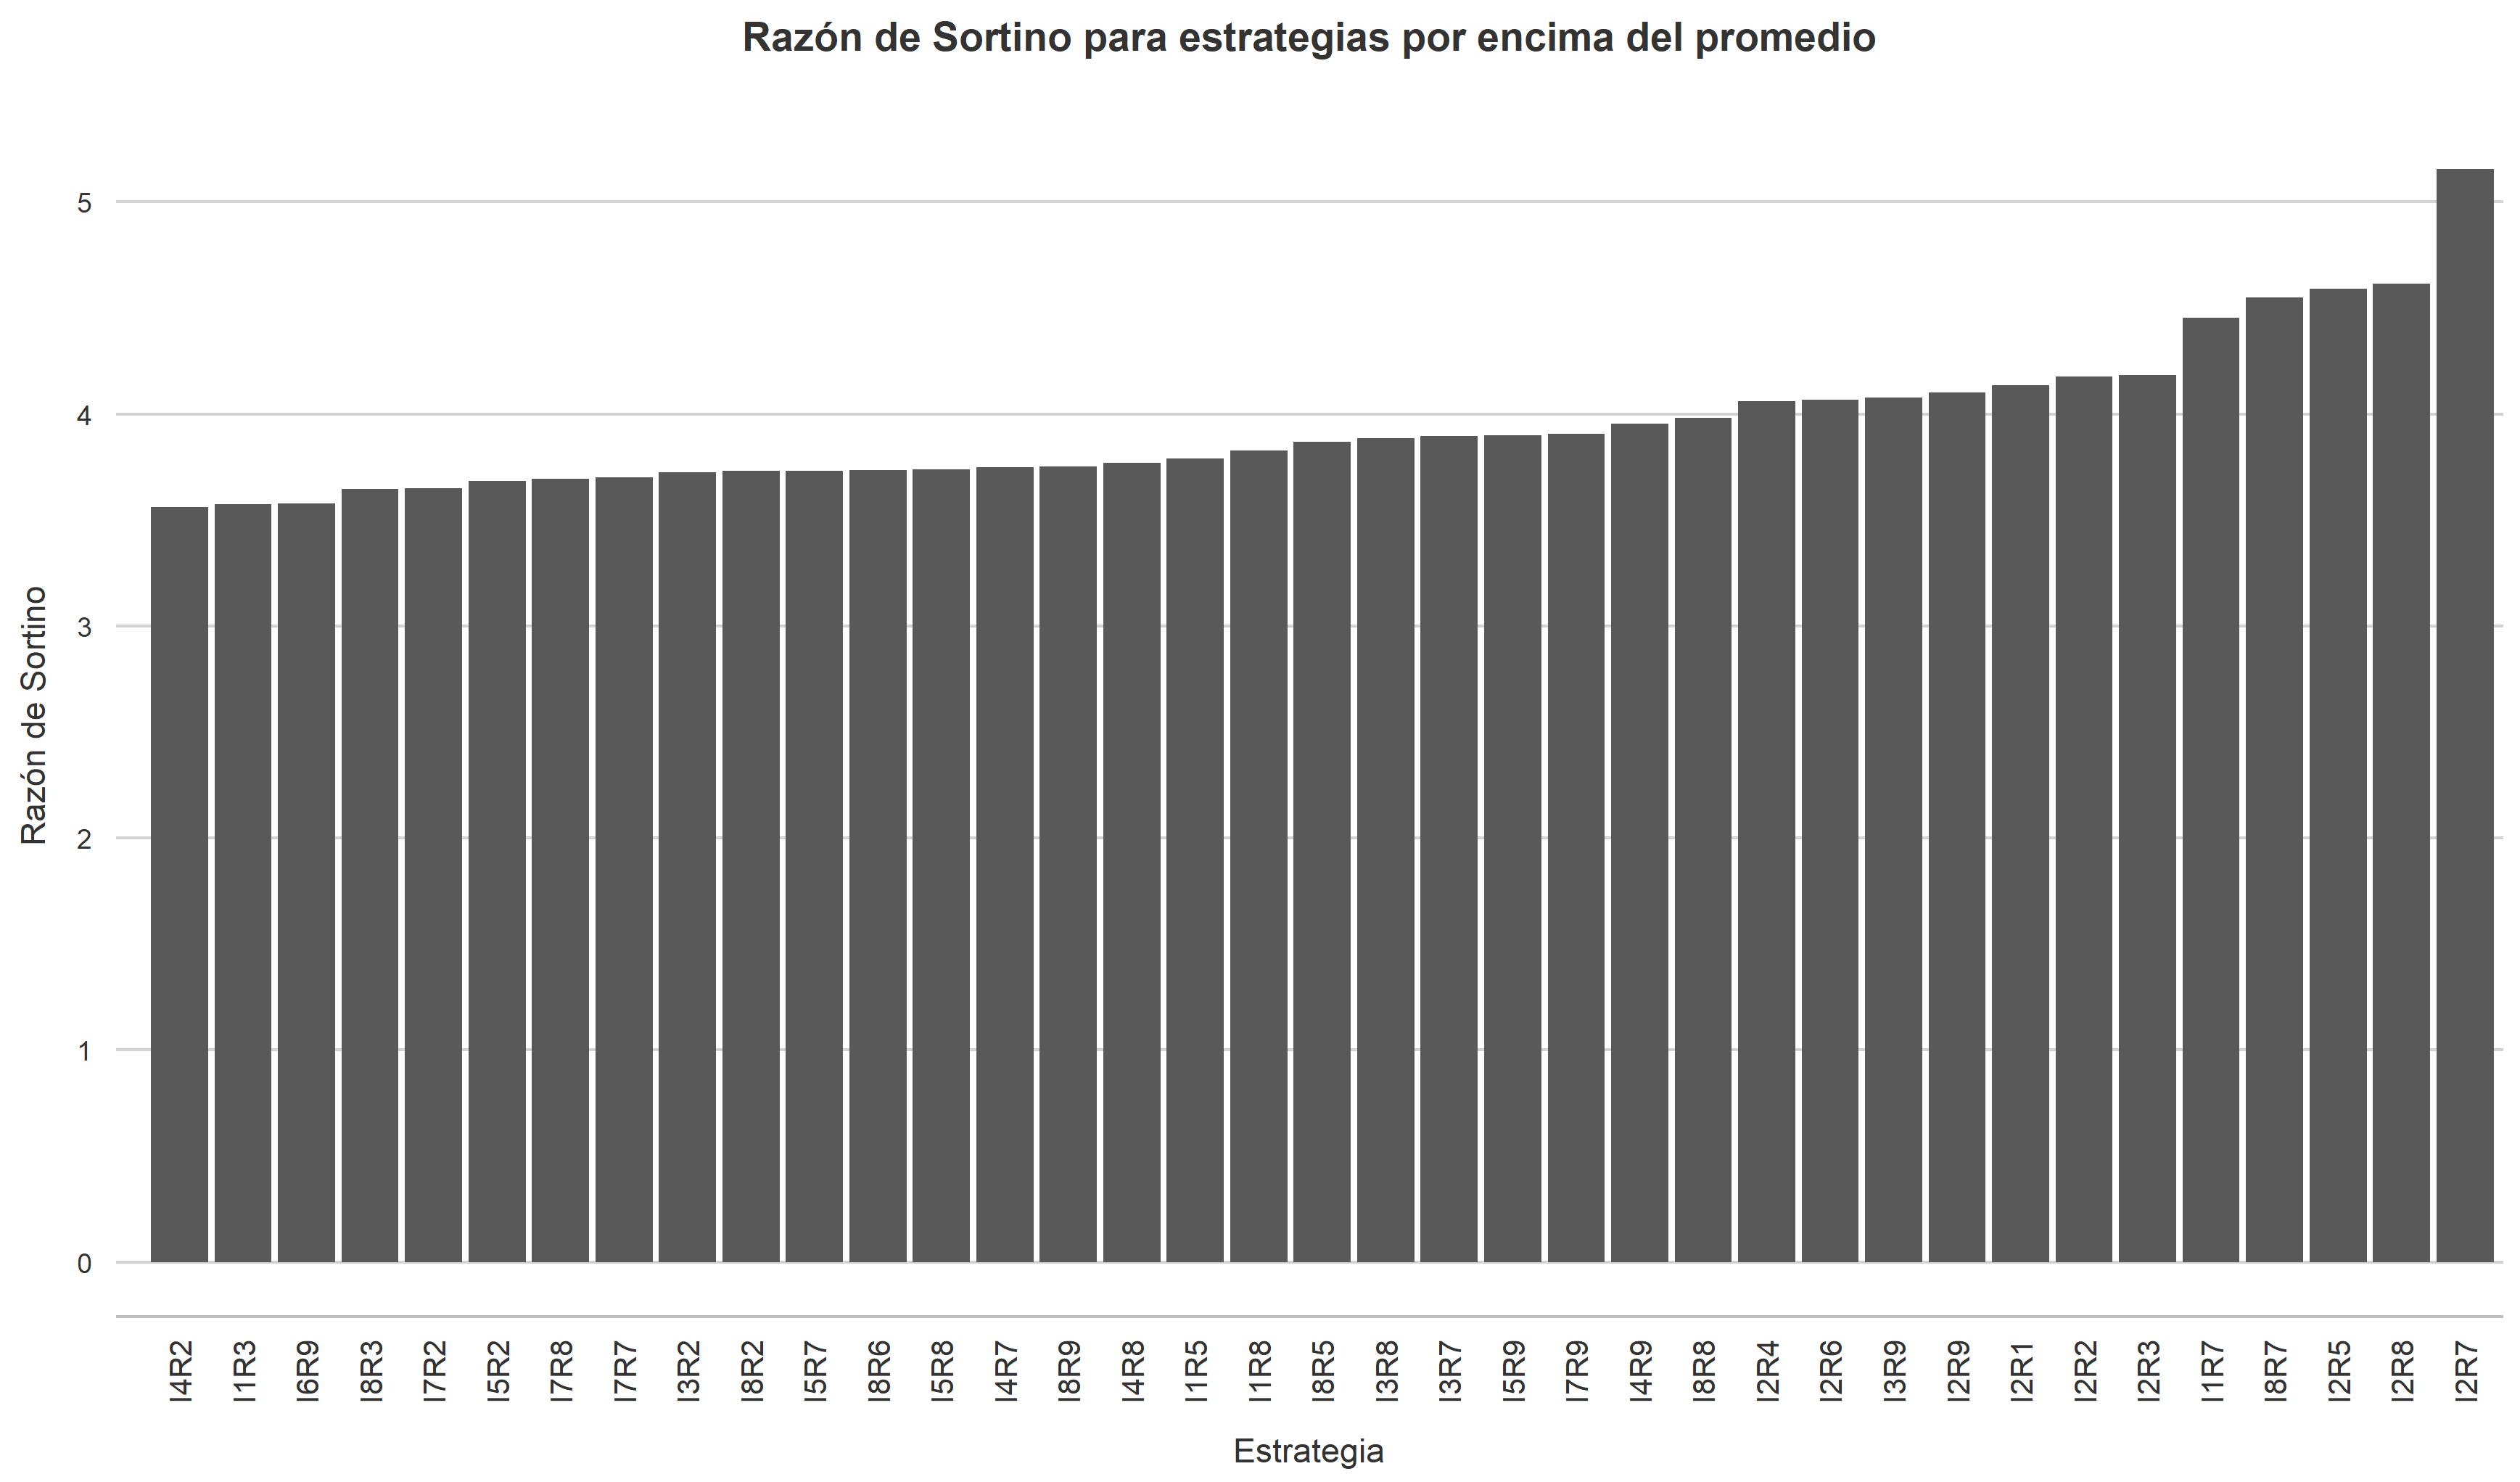 Razón de Sortino para estrategias por encima del promedio
Razón de Sortino
5
4
3
2
1
0
I4R2
I1R3
I6R9
I8R3
I7R2
I5R2
I7R8
I7R7
I3R2
I8R2
I5R7
I8R6
I5R8
I4R7
I8R9
I4R8
I1R5
I1R8
I8R5
I3R8
I3R7
I5R9
I7R9
I4R9
I8R8
I2R4
I2R6
I3R9
I2R9
I2R1
I2R2
I2R3
I1R7
I8R7
I2R5
I2R8
I2R7
Estrategia